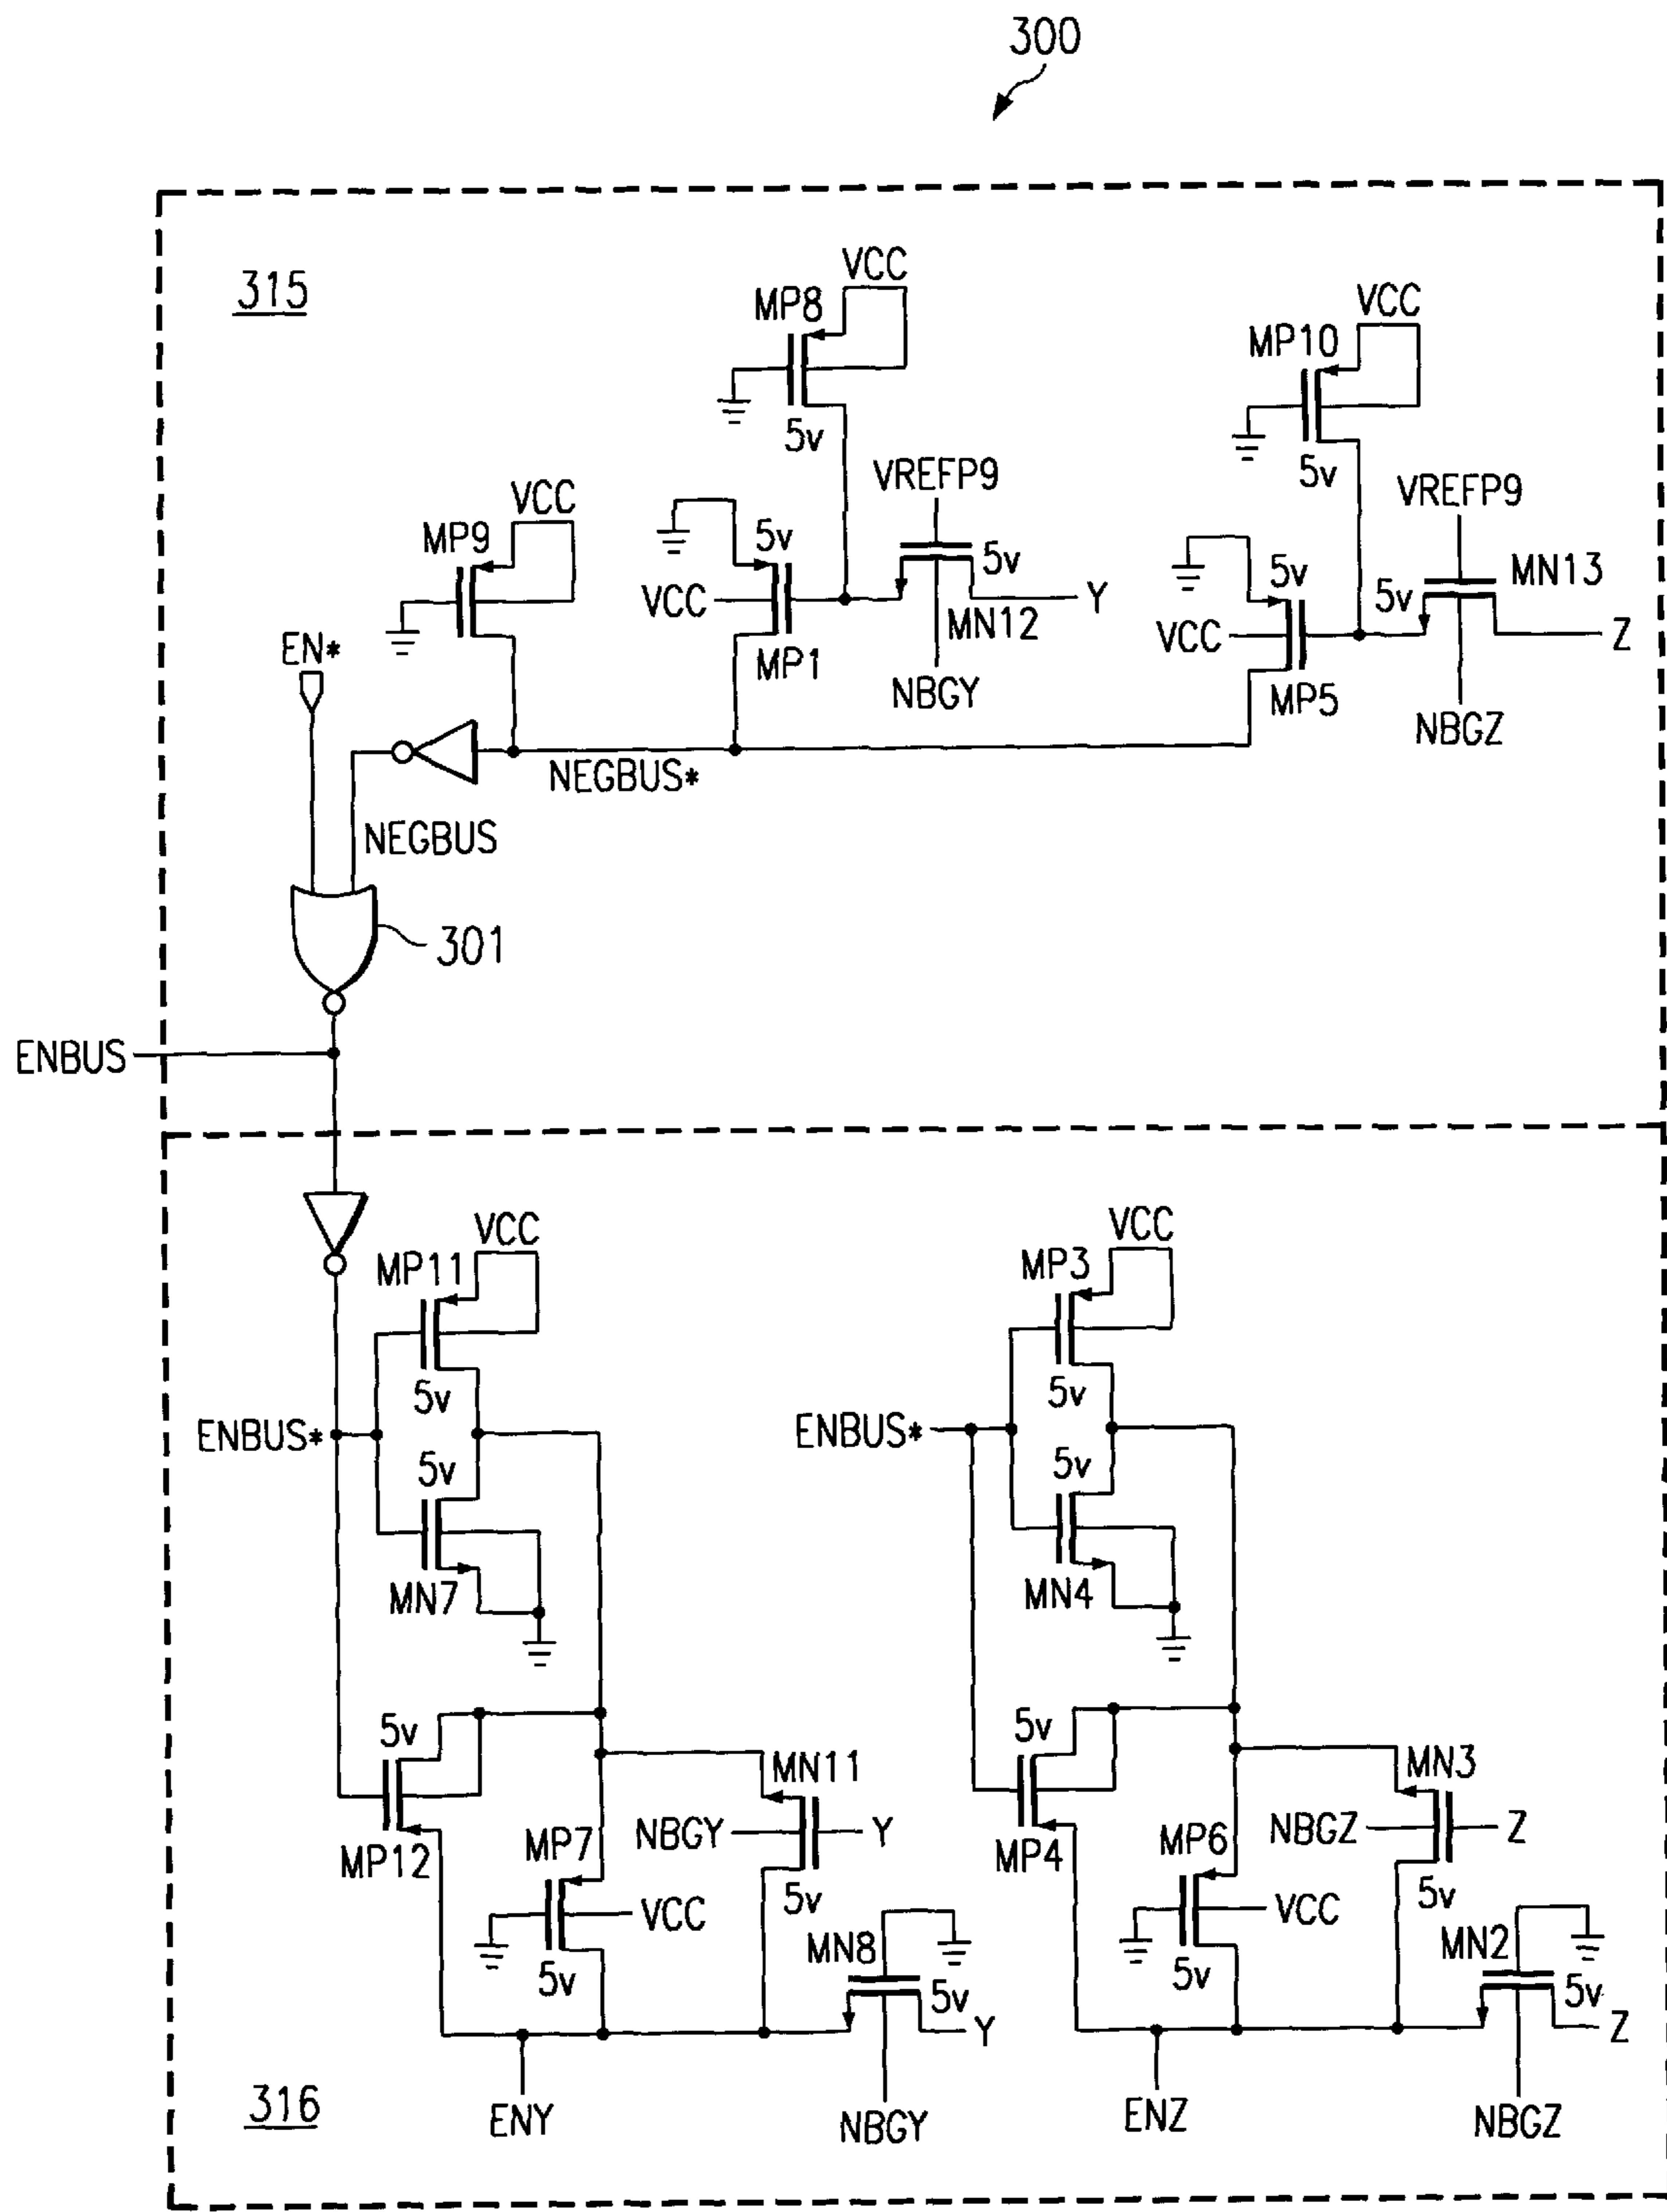 300
315
VCC
MP8
5v
VCC
MP10
5v
VREFP9
VREFP9
VCC
MP9
5v
5v
MN12
Y
VCC
MP1
NBGY
5v
5v
MN13
Z
VCC
MP5
NBGZ
EN*
NEGBUS*
NEGBUS
301
ENBUS
VCC
MP11
5v
ENBUS*
5v
MN7
VCC
MP3
5v
ENBUS*
5v
MN4
5v
MP12
MN11
NBGY
Y
5v
MP7
VCC
5v
MN8
5v
Y
ENY
NBGY
5v
MP4
MN3
NBGZ
Z
5v
MP6
VCC
5v
MN2
5v
Z
ENZ
NBGZ
316